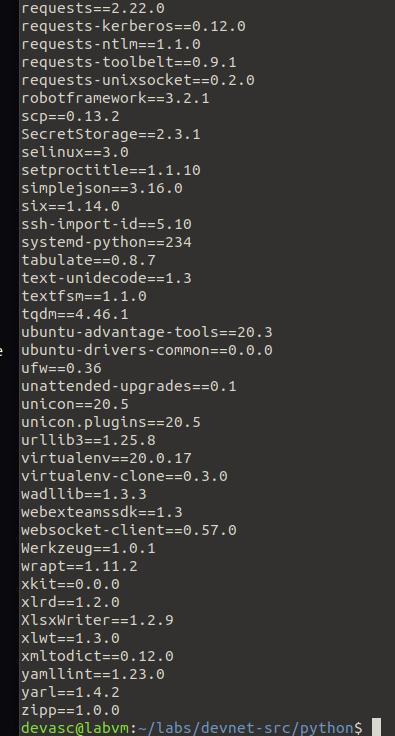 requests==2.22.0
requests-kerberos==0.12.0
requests-ntlm==1.1.0
requests-toolbelt==0.9.1
requests-unixsocket==0.2.0
robotframework==3.2.1
scp==0.13.2
SecretStorage==2.3.1
selinux==3.0
setproctitle==1.1.10
simplejson==3.16.0
six==1.14.0
ssh-import-id==5.10
systemd-python==234
tabulate==0.8.7
text-unidecode==1.3
textfsm==1.1.0
tqdm==4.46.1
ubuntu-advantage-tools==20.3
e ubuntu-drivers-common==0.0.0
ufw==0.36
unattended-upgrades==0.1
unicon==20.5
unicon.plugins==20.5
urllib3==1.25.8
virtualenv==20.0.17
virtualenv-clone==0.3.0
wadllib==1.3.3
webexteamssdk==1.3
websocket-client==0.57.0
Werkzeug==1.0.1
wrapt==1.11.2
xkit==0.0.0
xlrd==1.2.0
XlsxWriter==1.2.9
xlwt==1.3.0
xmltodict==0.12.0
yamllint==1.23.0
yarl==1.4.2
zipp==1.0.0
devasc@labvm:~/labs/devnet-src/python$